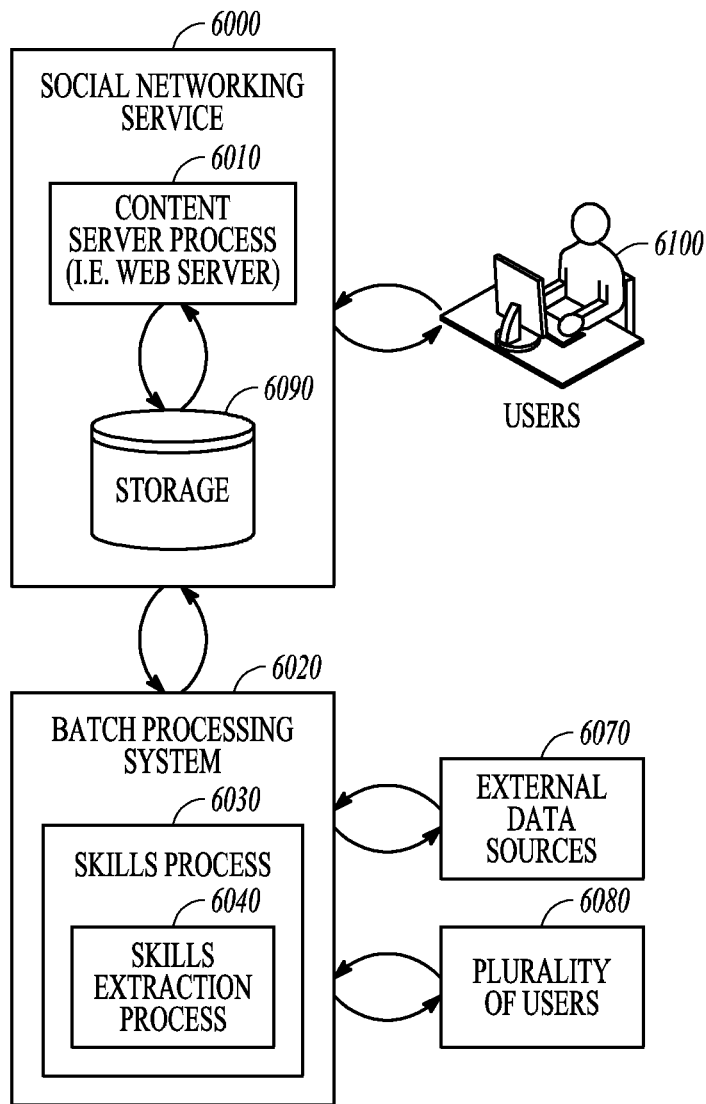 6000
SOCIAL NETWORKING
SERVICE
6010
CONTENT
SERVER PROCESS
(I.E. WEB SERVER)
6090
STORAGE
6100
USERS
6020
BATCH PROCESSING
SYSTEM
6030
SKILLS PROCESS
6040
SKILLS
EXTRACTION
PROCESS
6070
EXTERNAL
DATA
SOURCES
6080
PLURALITY
OF USERS